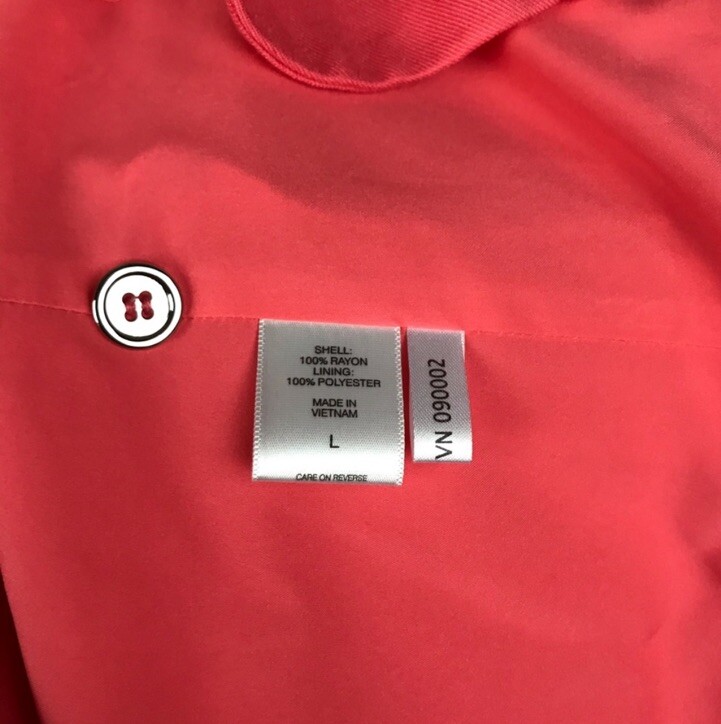 SHELL:
100% RAYON
LINING:
100% POLYESTER
MADE IN
VIETNAM
L
CARE ON REVERSE
VN 090002